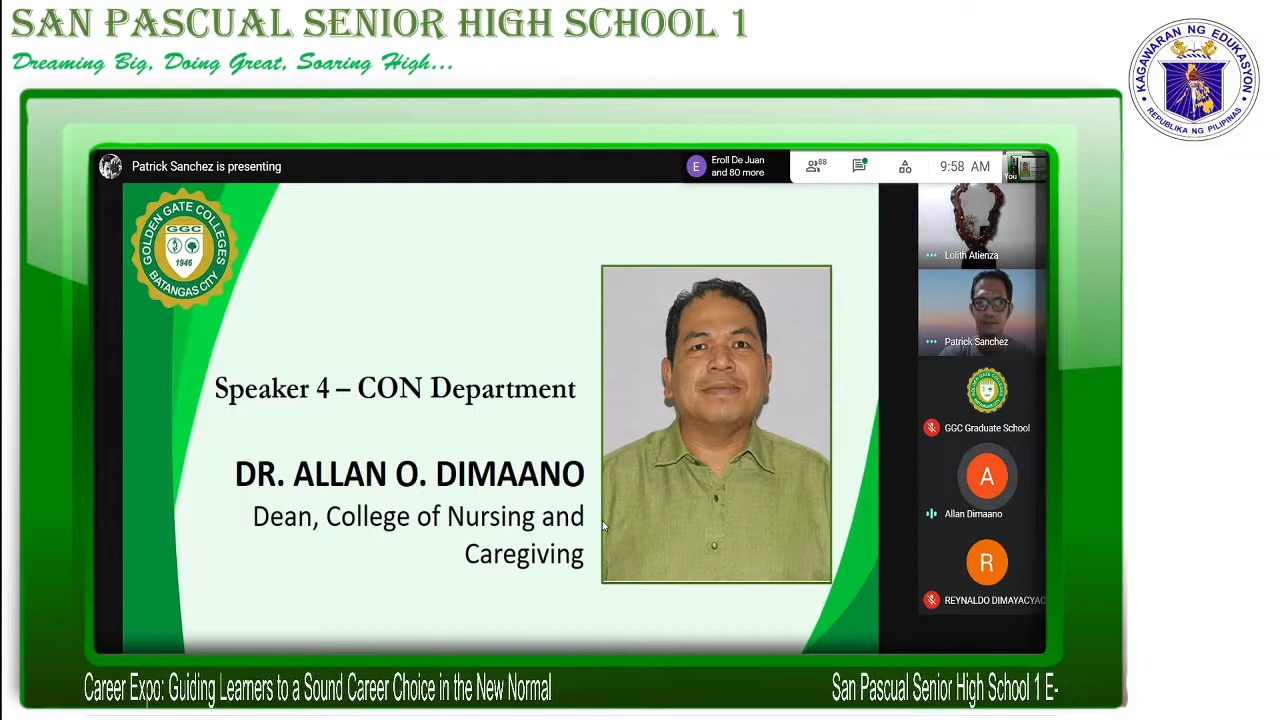 SAN PASCUAL SENIOR HIGH SCHOOL 1
Dreaming Big, Doing Great, Soaring High...
KAGAWARAN NG EDUKASYON
REPUBLIKA NG PILIPINAS
Patrick Sanchez is presenting
E
Eroll De Juan
and 80 more
88
9:58 AM
You
GOLDEN GATE COLLEGES
GGC
1946
BATANGAS CITY
Speaker 4 – CON Department
DR. ALLAN O. DIMAANO
Dean, College of Nursing and
Caregiving
Lolith Atienza
Patrick Sanchez
GGC Graduate School
A
Allan Dimaano
R
REYNALDO DIMAYACYAC
Career Expo: Guiding Learners to a Sound Career Choice in the New Normal
San Pascual Senior High School 1 E-